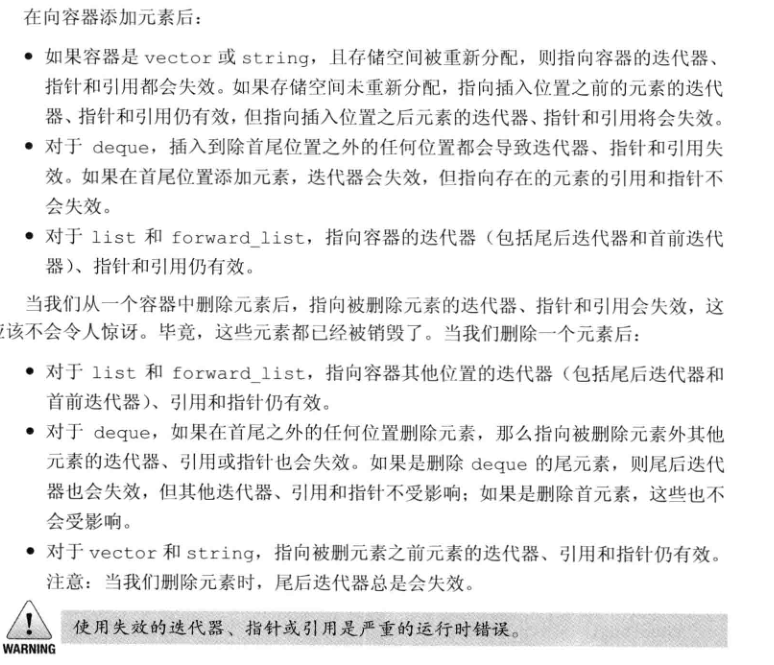 在向容器添加元素后：
• 如果容器是 vector 或 string，且存储空间被重新分配，则指向容器的迭代器、
指针和引用都会失效。如果存储空间未重新分配，指向插入位置之前的元素的迭代
器、指针和引用仍有效，但指向插入位置之后元素的迭代器、指针和引用将会失效。
• 对于 deque，插入到除首尾位置之外的任何位置都会导致迭代器、指针和引用失
效。如果在首尾位置添加元素，迭代器会失效，但指向存在的元素的引用和指针不
会失效。
• 对于 list 和 forward_list，指向容器的迭代器（包括尾后迭代器和首前迭代
器）、指针和引用仍有效。
当我们从一个容器中删除元素后，指向被删除元素的迭代器、指针和引用会失效，这
应该不会令人惊讶。毕竟，这些元素都已经被销毁了。当我们删除一个元素后：
• 对于 list 和 forward_list，指向容器其他位置的迭代器（包括尾后迭代器和
首前迭代器）、引用和指针仍有效。
• 对于 deque，如果在首尾之外的任何位置删除元素，那么指向被删除元素外其他
元素的迭代器、引用或指针也会失效。如果是删除 deque 的尾元素，则尾后迭代
器也会失效，但其他迭代器、引用和指针不受影响；如果是删除首元素，这些也不
会受影响。
• 对于 vector 和 string，指向被删元素之前元素的迭代器、引用和指针仍有效。
注意：当我们删除元素时，尾后迭代器总是会失效。
使用失效的迭代器、指针或引用是严重的运行时错误。
WARNING